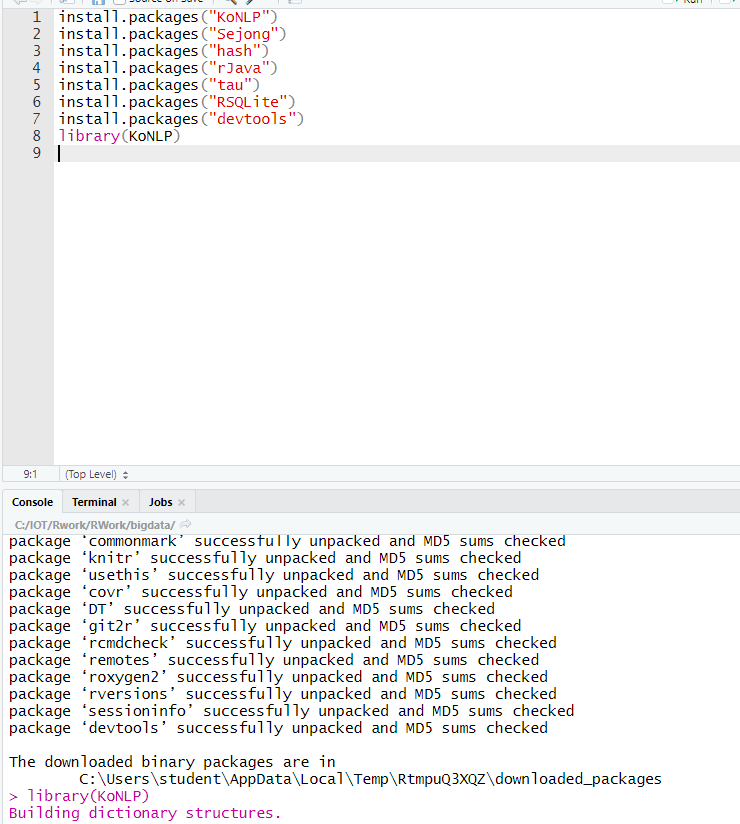 Source on Save
Run
1 install.packages("KoNLP")
2 install.packages("Sejong")
3 install.packages("hash")
4 install.packages("rJava")
5 install.packages("tau")
6 install.packages("RSQLite")
7 install.packages("devtools")
8 library(KoNLP)
9
9:1 (Top Level)
Console Terminal × Jobs ×
C:/IOT/Rwork/RWork/bigdata/
package ‘commonmark’ successfully unpacked and MD5 sums checked
package ‘knitr’ successfully unpacked and MD5 sums checked
package ‘usethis’ successfully unpacked and MD5 sums checked
package ‘covr’ successfully unpacked and MD5 sums checked
package ‘DT’ successfully unpacked and MD5 sums checked
package ‘git2r’ successfully unpacked and MD5 sums checked
package ‘rcmdcheck’ successfully unpacked and MD5 sums checked
package ‘remotes’ successfully unpacked and MD5 sums checked
package ‘roxygen2’ successfully unpacked and MD5 sums checked
package ‘rversions’ successfully unpacked and MD5 sums checked
package ‘sessioninfo’ successfully unpacked and MD5 sums checked
package ‘devtools’ successfully unpacked and MD5 sums checked
The downloaded binary packages are in
C:\Users\student\AppData\Local\Temp\RtmpuQ3XQZ\downloaded_packages
> library(KoNLP)
Building dictionary structures.